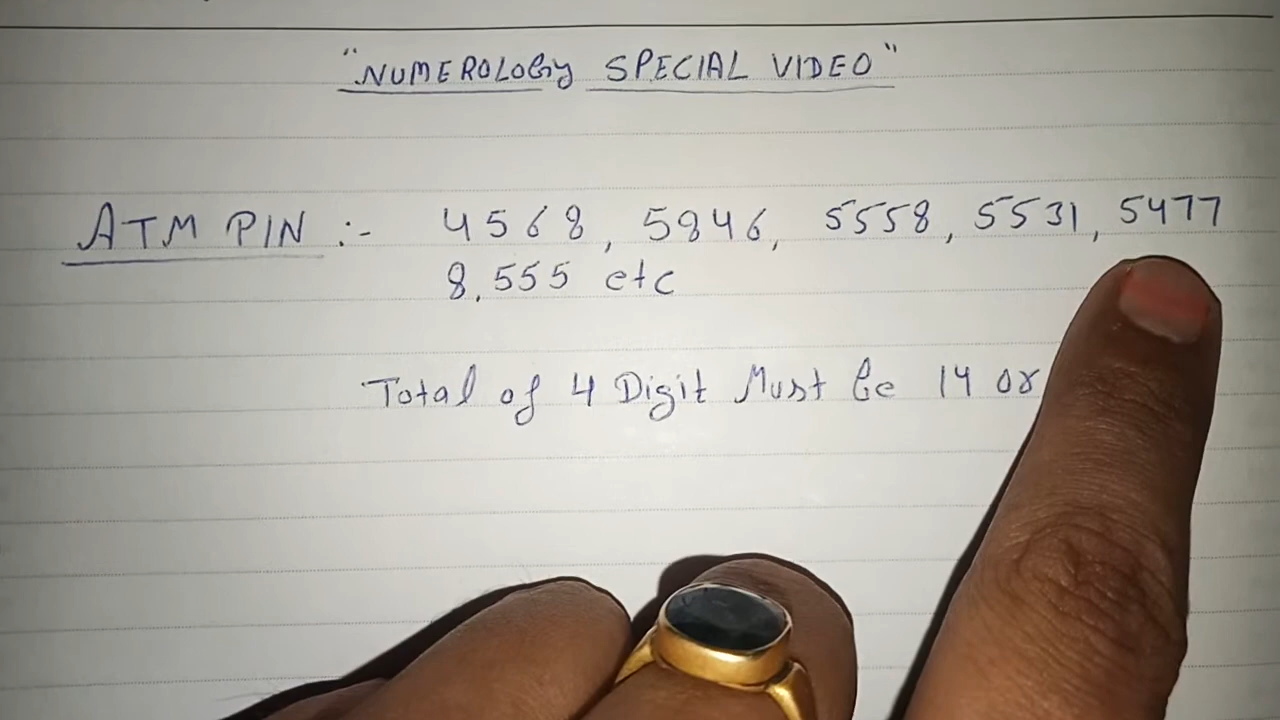 "NUMEROLOGY SPECIAL VIDEO"
ATM PIN :- 4568, 5846, 5558, 5531, 5477
8,555 etc
Total of 4 Digit Must be 14 or